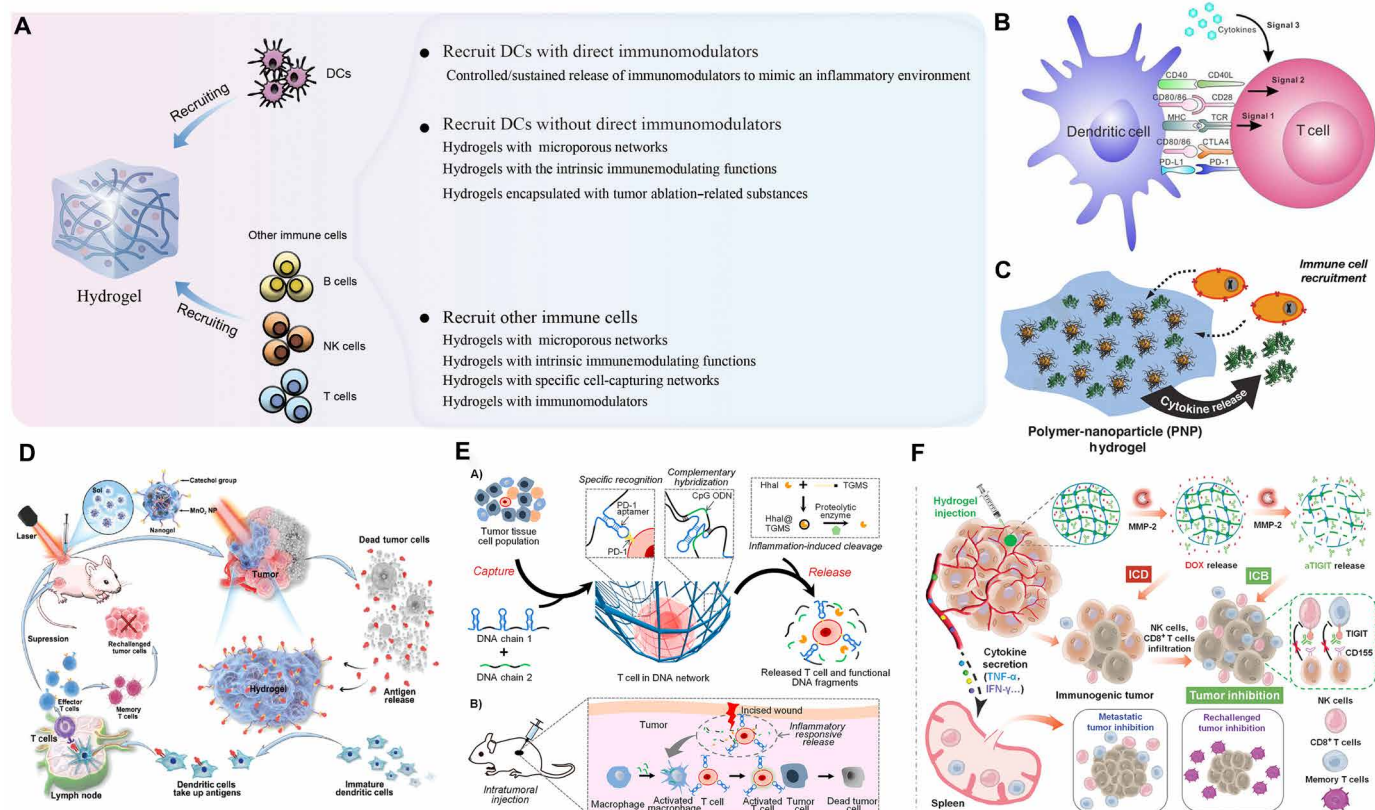 A
DCs
Recruiting
Hydrogel
Other immune cells
B cells
Recruiting
NK cells
T cells
● Recruit DCs with direct immunomodulators
Controlled/sustained release of immunomodulators to mimic an inflammatory environment
● Recruit DCs without direct immunomodulators
Hydrogels with microporous networks
Hydrogels with the intrinsic immunemodulating functions
Hydrogels encapsulated with tumor ablation–related substances
● Recruit other immune cells
Hydrogels with microporous networks
Hydrogels with intrinsic immunemodulating functions
Hydrogels with specific cell-capturing networks
Hydrogels with immunomodulators
B
Cytokines
Signal 3
CD40 CD40L
Signal 2
CD80/86 CD28
MHC TCR
Signal 1
CD80/86 CTLA4
PD-L1 PD-1
Dendritic cell
T cell
C
Immune cell
recruitment
Cytokine release
Polymer-nanoparticle (PNP)
hydrogel
D
Sol
Catechol group
MnO2 NP
Nanogel
Laser
Tumor
Dead tumor cells
Supression
Rechallenged
tumor cells
Hydrogel
Antigen
release
Effector
T cells
Memory
T cells
T cells
Lymph node
Dendritic cells
take up antigens
Immature
dendritic cells
E
A)
Tumor tissue
cell population
Specific recognition
PD-1
aptamer
PD-1
Complementary
hybridization
CpG ODN
HhaI + TGMS
HhaI@
TGMS
Proteolytic
enzyme
Inflammation-induced cleavage
Capture
Release
DNA chain 1
+
DNA chain 2
T cell in DNA network
Released T cell and functional
DNA fragments
B)
Intratumoral
injection
Tumor
Incised wound
Inflammatory
responsive
release
Macrophage
Activated
macrophage
T cell
Activated
T cell
Tumor
cell
Dead tumor
cell
F
Hydrogel
injection
MMP-2
MMP-2
DOX release
aTIGIT release
ICD
ICB
NK cells,
CD8+ T cells
infiltration
TIGIT
CD155
Cytokine
secretion
(TNF-α,
IFN-γ...)
Immunogenic tumor
Tumor inhibition
Metastatic
tumor inhibition
Rechallenged
tumor inhibition
NK cells
CD8+ T cells
Memory T cells
Spleen